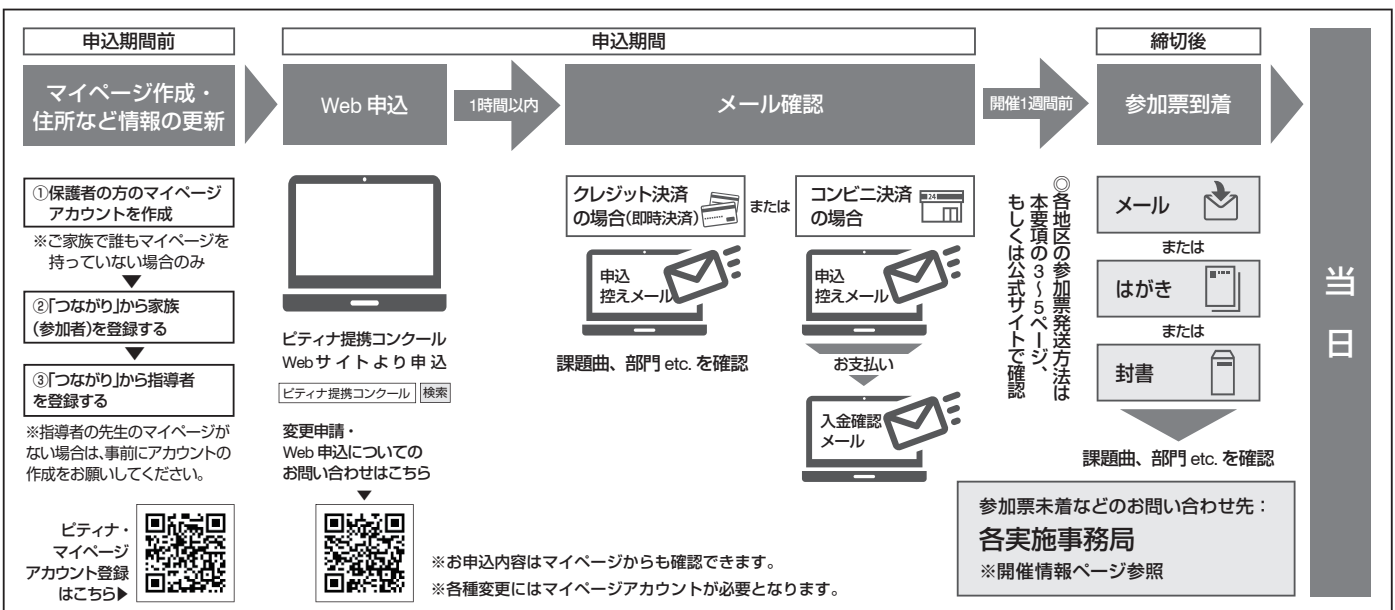 申込期間前
マイページ作成・
住所など情報の更新
①保護者の方のマイページ
アカウントを作成
※ご家族で誰もマイページを
持っていない場合のみ
▼
②「つながり」から家族
(参加者)を登録する
▼
③「つながり」から指導者
を登録する
※指導者の先生のマイページが
ない場合は、事前にアカウントの
作成をお願いしてください。
ピティナ・
マイページ
アカウント登録
はこちら▶
申込期間
Web 申込
1時間以内
メール確認
ピティナ提携コンクール
Webサイトより申込
ピティナ提携コンクール 検索
変更申請・
Web 申込についての
お問い合わせはこちら
▼
クレジット決済
の場合(即時決済)
または
コンビニ決済
の場合
24
申込
控えメール
課題曲、部門 etc. を確認
申込
控えメール
お支払い
入金確認
メール
※お申込内容はマイページからも確認できます。
※各種変更にはマイページアカウントが必要となります。
開催1週間前
◎各地区の参加票発送方法は
本要項の3～5ページ、
もしくは公式サイトで確認
締切後
参加票到着
メール
または
はがき
または
封書
課題曲、部門 etc. を確認
参加票未着などのお問い合わせ先：
各実施事務局
※開催情報ページ参照
当日